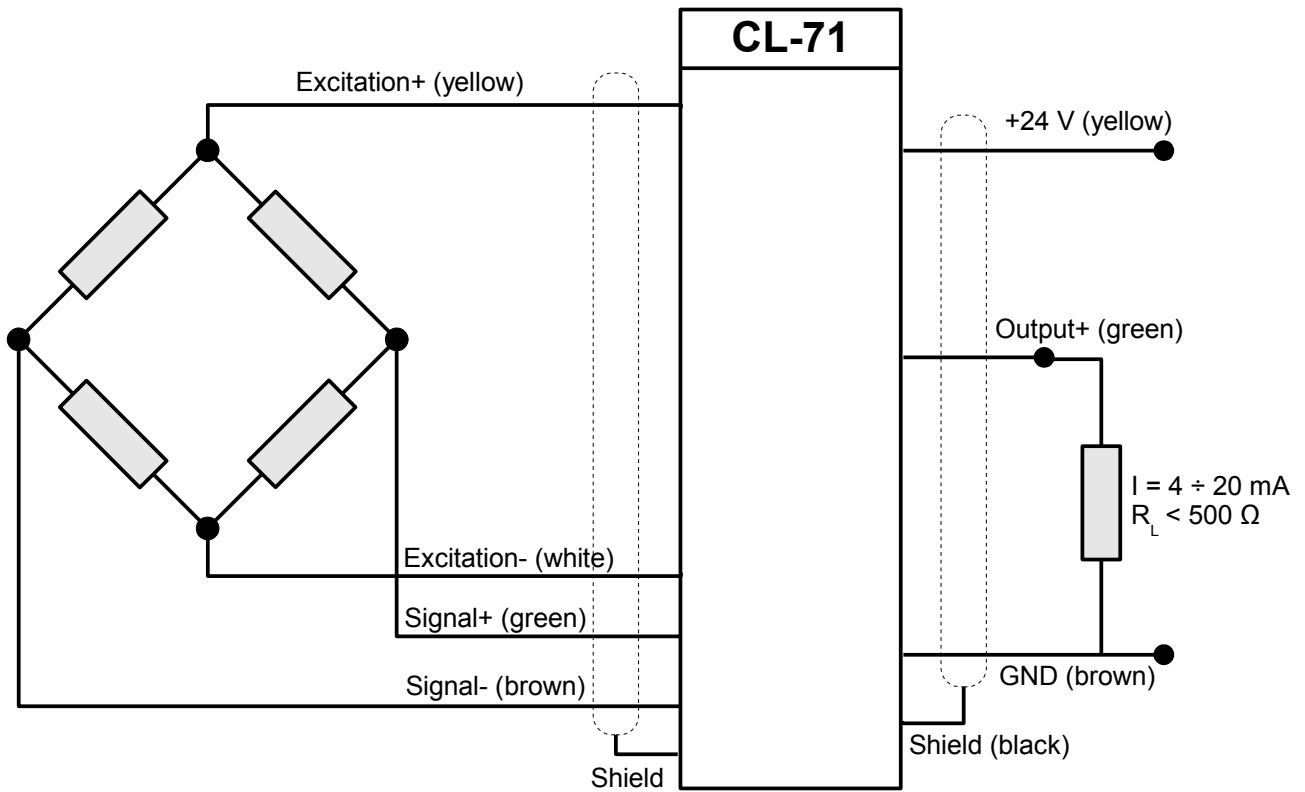 CL-71
Excitation+ (yellow)
+24 V (yellow)
Output+ (green)
I = 4 ÷ 20 mA
R_L < 500 Ω
Excitation- (white)
Signal+ (green)
Signal- (brown)
GND (brown)
Shield (black)
Shield